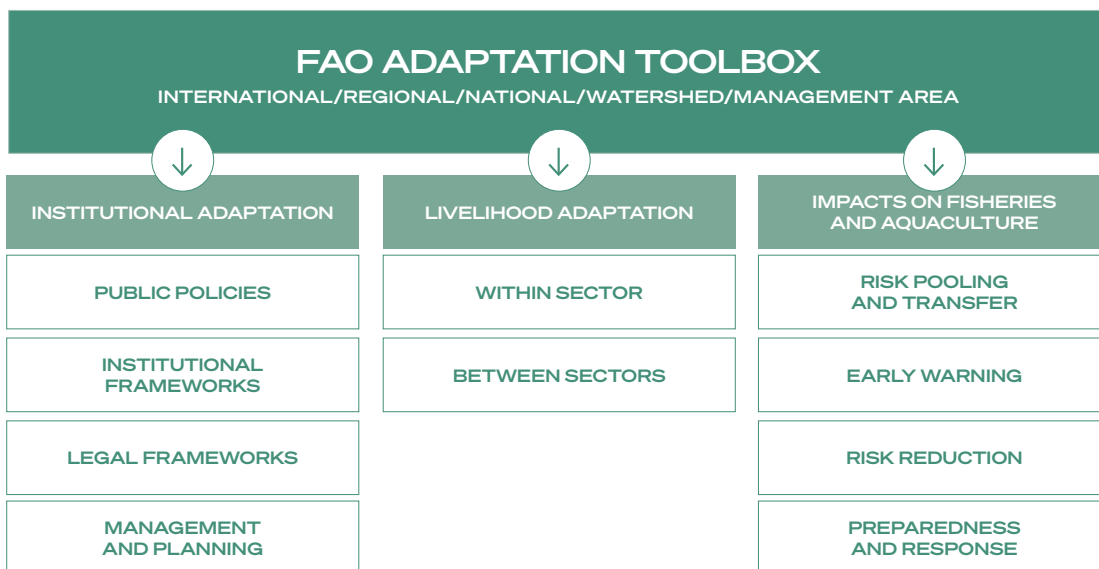 FAO ADAPTATION TOOLBOX
INTERNATIONAL/REGIONAL/NATIONAL/WATERSHED/MANAGEMENT AREA
INSTITUTIONAL ADAPTATION
PUBLIC POLICIES
INSTITUTIONAL
FRAMEWORKS
LEGAL FRAMEWORKS
MANAGEMENT
AND PLANNING
LIVELIHOOD ADAPTATION
WITHIN SECTOR
BETWEEN SECTORS
IMPACTS ON FISHERIES
AND AQUACULTURE
RISK POOLING
AND TRANSFER
EARLY WARNING
RISK REDUCTION
PREPAREDNESS
AND RESPONSE